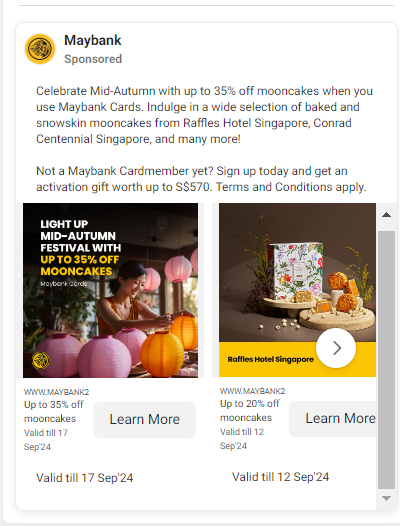 Maybank
Sponsored
Celebrate Mid-Autumn with up to 35% off mooncakes when you
use Maybank Cards. Indulge in a wide selection of baked and
snowskin mooncakes from Raffles Hotel Singapore, Conrad
Centennial Singapore, and many more!
Not a Maybank Cardmember yet? Sign up today and get an
activation gift worth up to S$570. Terms and Conditions apply.
LIGHT UP
MID-AUTUMN
FESTIVAL WITH
UP TO 35% OFF
MOONCAKES
Maybank Cards
WWW.MAYBANK2
Up to 35% off
mooncakes
Valid till 17
Sep'24
Learn More
Valid till 17 Sep'24
Raffles Hotel Singapore
WWW.MAYBANK2
Up to 20% off
mooncakes
Valid till 12
Sep'24
Learn More
Valid till 12 Sep'24